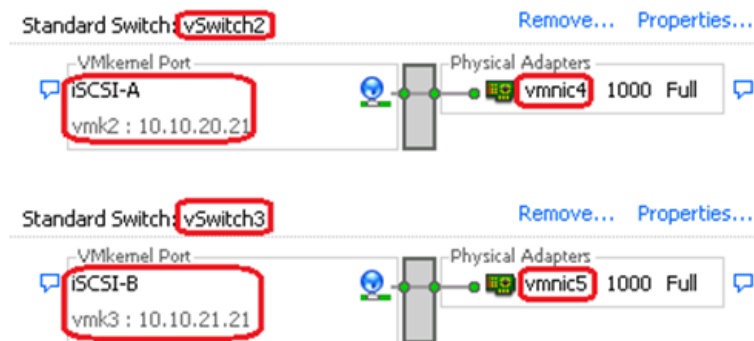 Standard Switch: vSwitch2 Remove... Properties...
VMkernel Port Physical Adapters
iSCSI-A vmnic4 1000 Full
vmk2 : 10.10.20.21
Standard Switch: vSwitch3 Remove... Properties...
VMkernel Port Physical Adapters
iSCSI-B vmnic5 1000 Full
vmk3 : 10.10.21.21